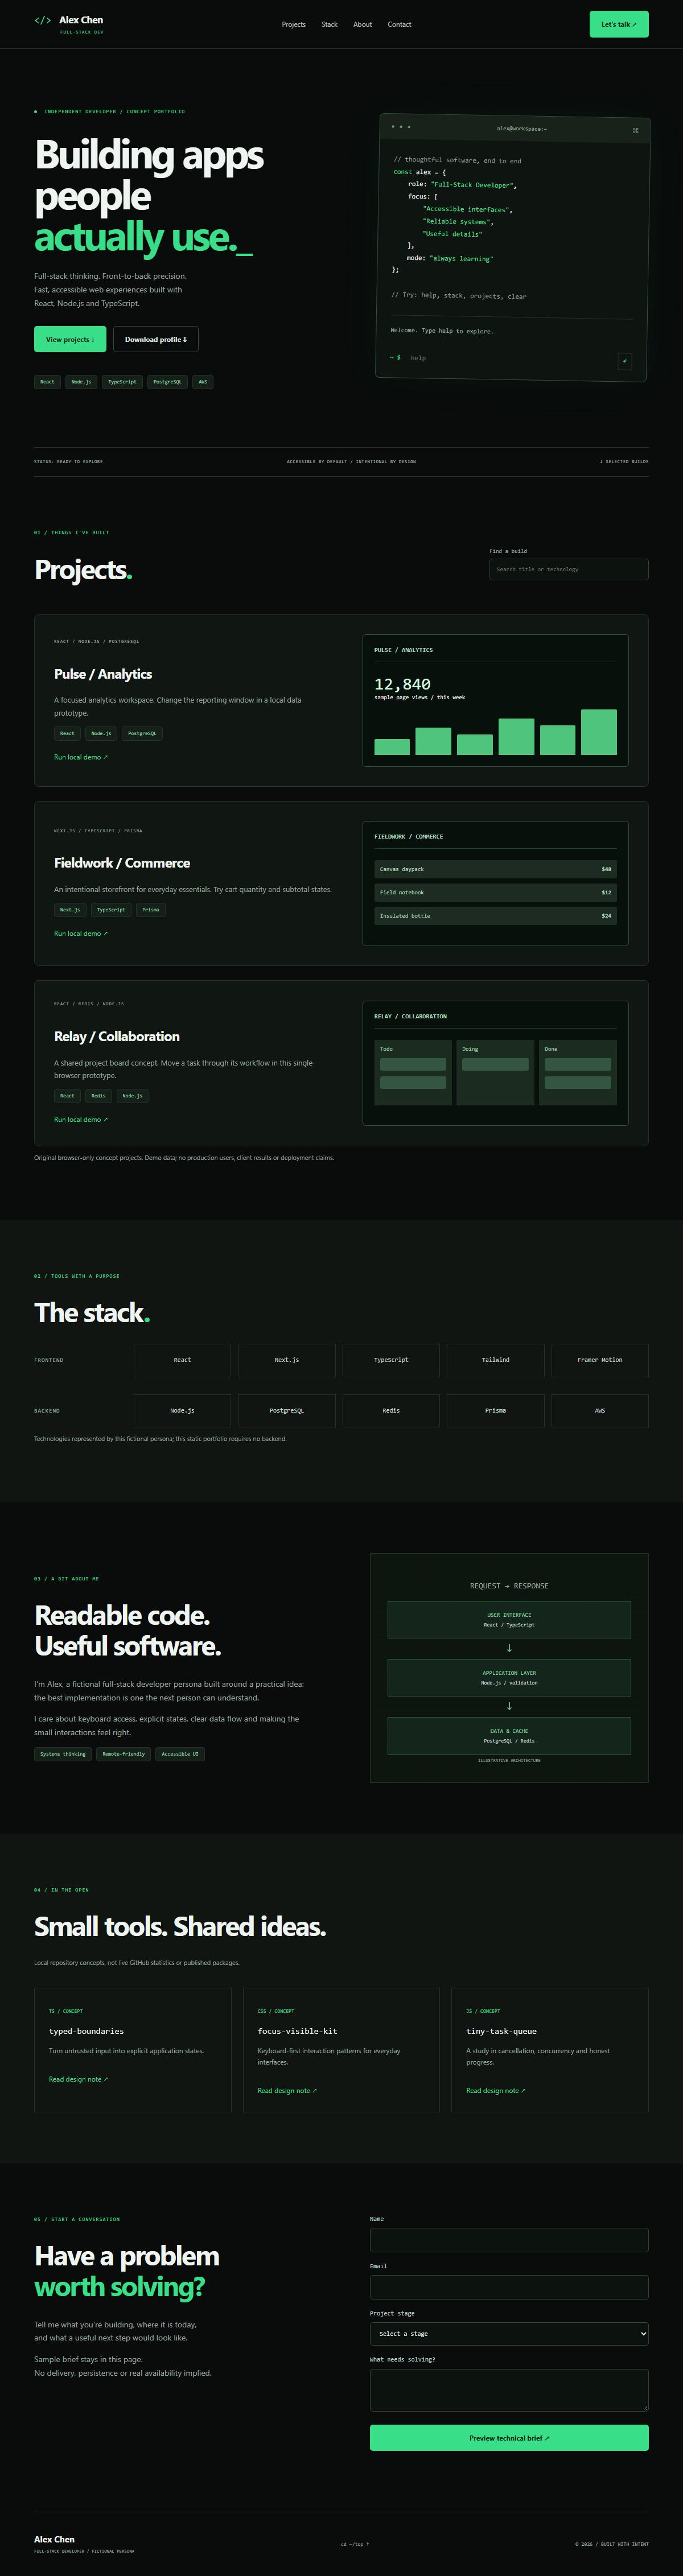 </> Alex Chen
FULL-STACK DEV
Projects Stack About Contact
Let's talk ↗
● INDEPENDENT DEVELOPER / CONCEPT PORTFOLIO
Building apps
people
actually use._
Full-stack thinking. Front-to-back precision.
Fast, accessible web experiences built with
React, Node.js and TypeScript.
View projects ↓
Download profile ↧
React Node.js TypeScript PostgreSQL AWS
alex@workspace:~ ⌘
// thoughtful software, end to end
const alex = {
role: "Full-Stack Developer",
focus: [
"Accessible interfaces",
"Reliable systems",
"Useful details"
],
mode: "always learning"
};
// Try: help, stack, projects, clear
Welcome. Type help to explore.
~ $ help ↵
STATUS: READY TO EXPLORE
ACCESSIBLE BY DEFAULT / INTENTIONAL BY DESIGN
↓ SELECTED BUILDS
01 / THINGS I'VE BUILT
Projects.
Find a build
Search title or technology
REACT / NODE.JS / POSTGRESQL
Pulse / Analytics
A focused analytics workspace. Change the reporting window in a local data
prototype.
React Node.js PostgreSQL
Run local demo ↗
PULSE / ANALYTICS
12,840
sample page views / this week
NEXT.JS / TYPESCRIPT / PRISMA
Fieldwork / Commerce
An intentional storefront for everyday essentials. Try cart quantity and subtotal states.
Next.js TypeScript Prisma
Run local demo ↗
FIELDWORK / COMMERCE
Canvas daypack $48
Field notebook $12
Insulated bottle $24
REACT / REDIS / NODE.JS
Relay / Collaboration
A shared project board concept. Move a task through its workflow in this single-
browser prototype.
React Redis Node.js
Run local demo ↗
RELAY / COLLABORATION
Todo Doing Done
Original browser-only concept projects. Demo data; no production users, client results or deployment claims.
02 / TOOLS WITH A PURPOSE
The stack.
FRONTEND React Next.js TypeScript Tailwind Framer Motion
BACKEND Node.js PostgreSQL Redis Prisma AWS
Technologies represented by this fictional persona; this static portfolio requires no backend.
03 / A BIT ABOUT ME
Readable code.
Useful software.
I'm Alex, a fictional full-stack developer persona built around a practical idea:
the best implementation is one the next person can understand.
I care about keyboard access, explicit states, clear data flow and making the
small interactions feel right.
Systems thinking Remote-friendly Accessible UI
REQUEST → RESPONSE
USER INTERFACE
React / TypeScript
↓
APPLICATION LAYER
Node.js / validation
↓
DATA & CACHE
PostgreSQL / Redis
ILLUSTRATIVE ARCHITECTURE
04 / IN THE OPEN
Small tools. Shared ideas.
Local repository concepts, not live GitHub statistics or published packages.
TS / CONCEPT
typed-boundaries
Turn untrusted input into explicit application states.
Read design note ↗
CSS / CONCEPT
focus-visible-kit
Keyboard-first interaction patterns for everyday
interfaces.
Read design note ↗
JS / CONCEPT
tiny-task-queue
A study in cancellation, concurrency and honest
progress.
Read design note ↗
05 / START A CONVERSATION
Have a problem
worth solving?
Tell me what you're building, where it is today,
and what a useful next step would look like.
Sample brief stays in this page.
No delivery, persistence or real availability implied.
Name
Email
Project stage
Select a stage
What needs solving?
Preview technical brief ↗
Alex Chen
FULL-STACK DEVELOPER / FICTIONAL PERSONA
cd ~/top ↑
© 2026 / BUILT WITH INTENT